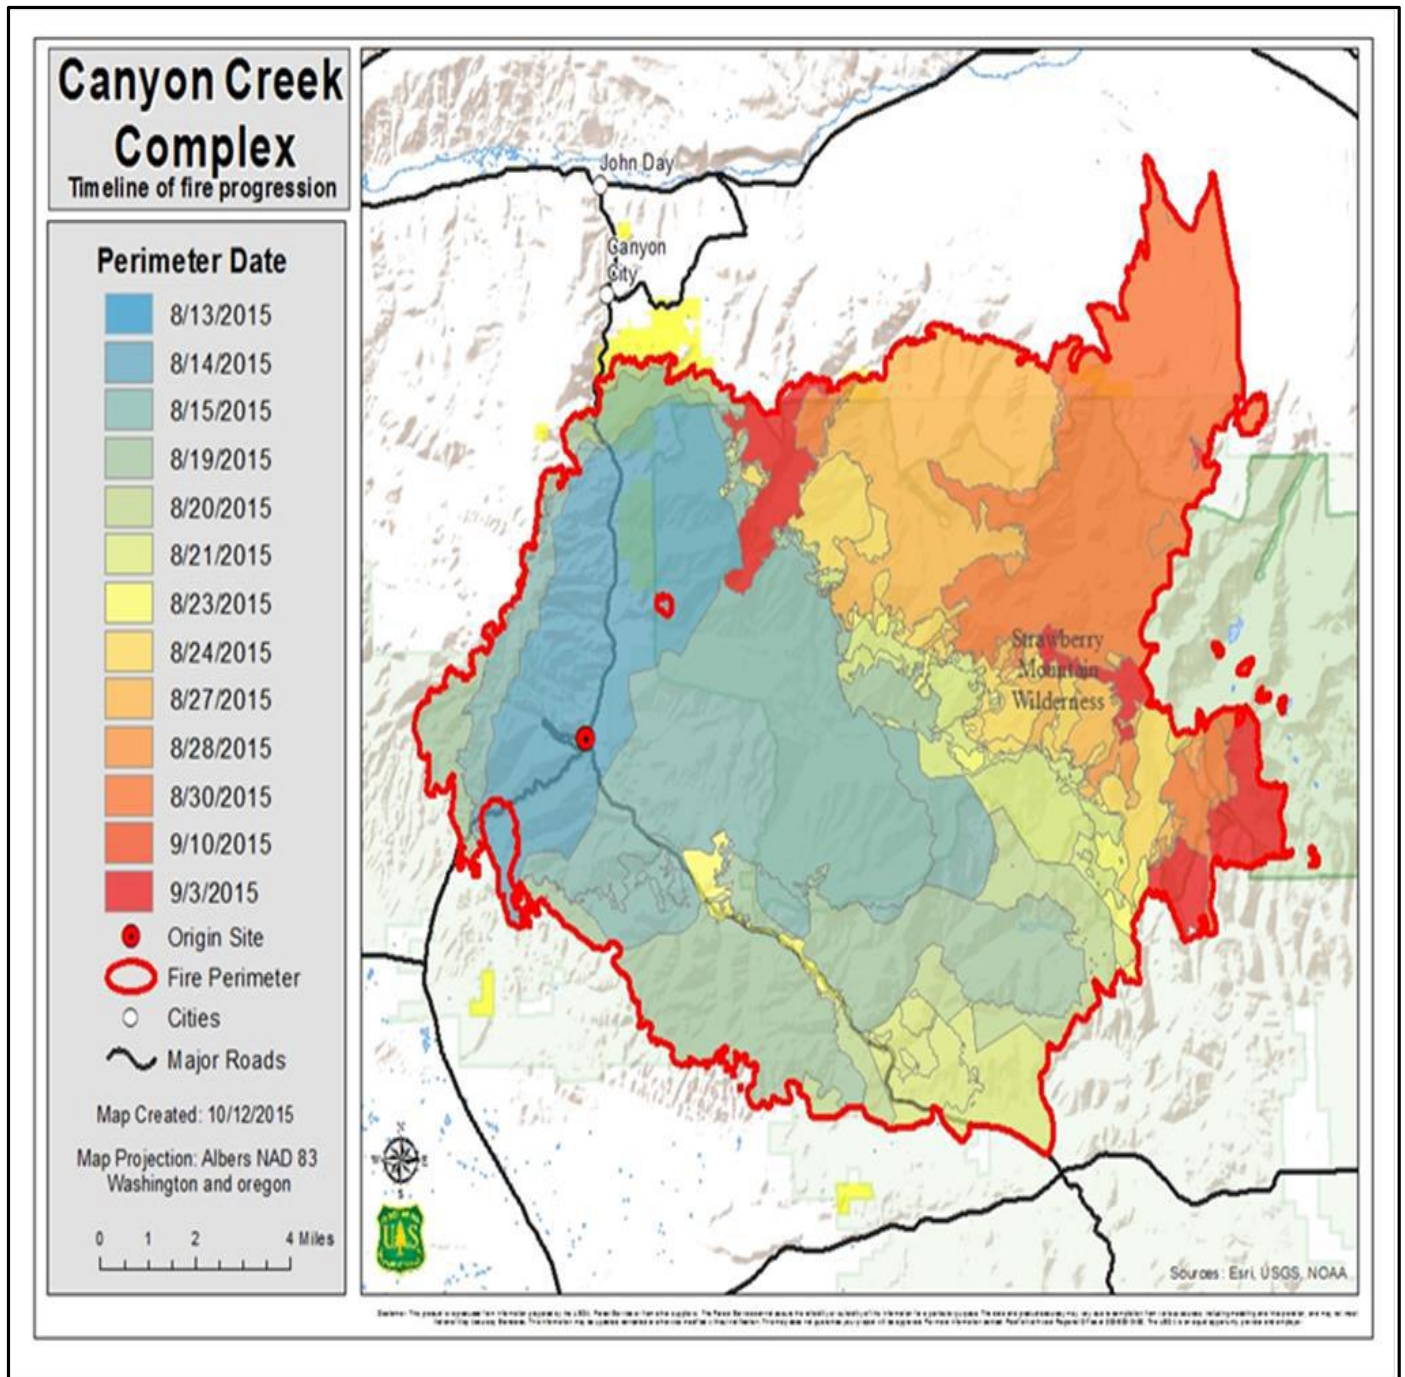 Canyon Creek
Complex
Timeline of fire progression
Perimeter Date
8/13/2015
8/14/2015
8/15/2015
8/19/2015
8/20/2015
8/21/2015
8/23/2015
8/24/2015
8/27/2015
8/28/2015
8/30/2015
9/10/2015
9/3/2015
Origin Site
Fire Perimeter
Cities
Major Roads
Map Created: 10/12/2015
Map Projection: Albers NAD 83
Washington and oregon
0 1 2 4 Miles
John Day
Canyon
City
Strawberry
Mountain
Wilderness
W E
S
U S
Sources: Esri, USGS, NOAA